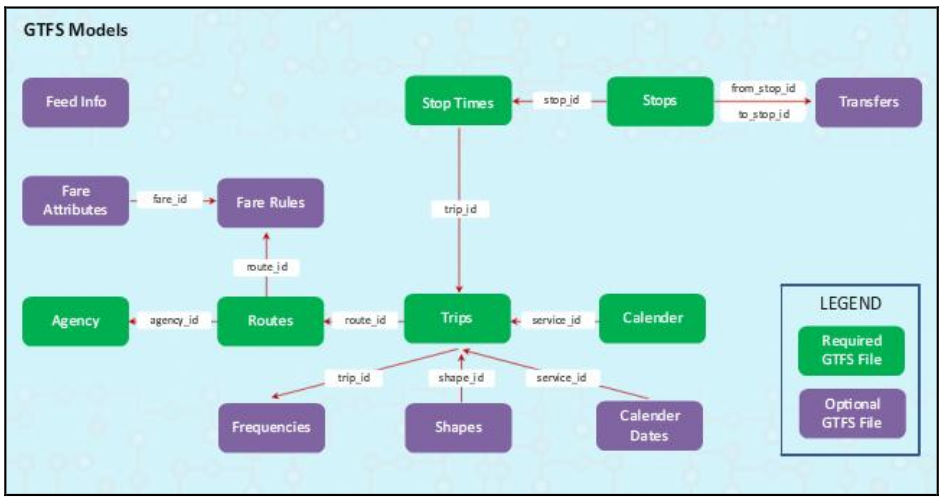 GTFS Models
Feed Info
Stop Times
stop_id
Stops
from_stop_id
to_stop_id
Transfers
Fare
Attributes
fare_id
Fare Rules
trip_id
route_id
Agency
agency_id
Routes
route_id
Trips
service_id
Calender
LEGEND
Required
GTFS File
Optional
GTFS File
trip_id
shape_id
service_id
Frequencies
Shapes
Calender
Dates